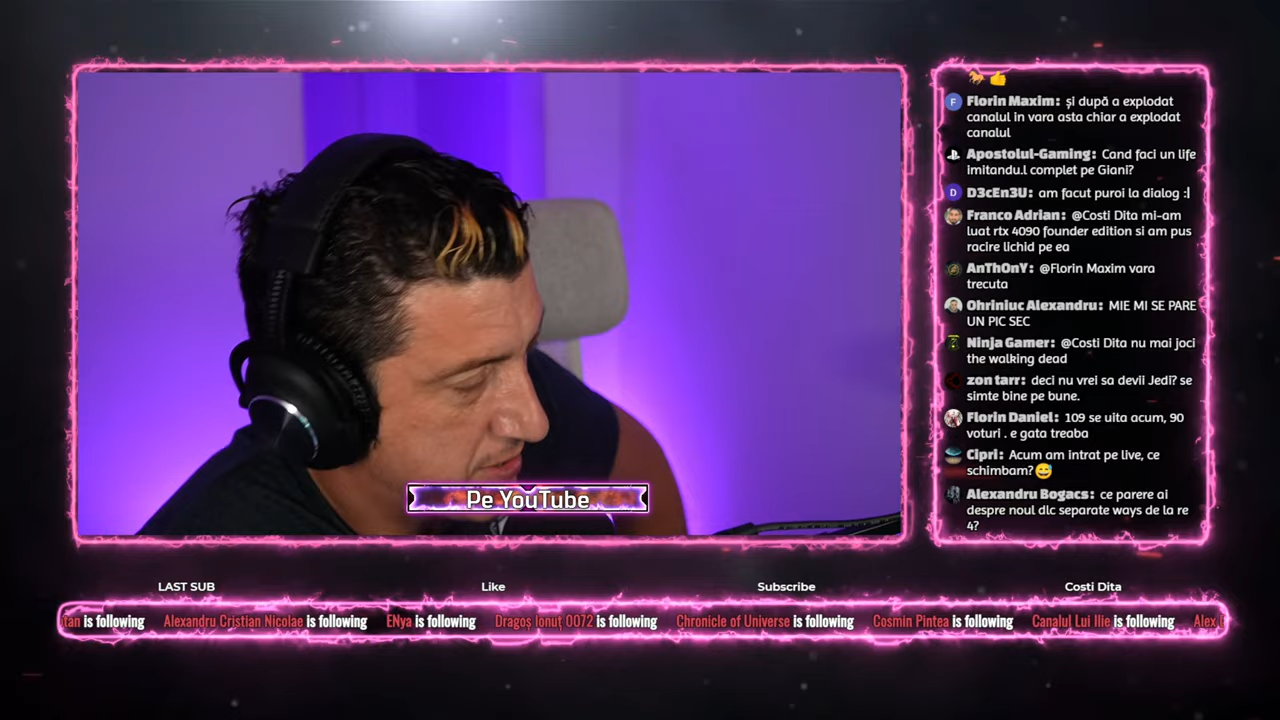 Florin Maxim: și după a explodat
canalul in vara asta chiar a explodat
canalul
Apostolul-Gaming: Cand faci un life
imitandu.l complet pe Giani?
D3cEn3U: am facut puroi la dialog :|
Franco Adrian: @Costi Dita mi-am
luat rtx 4090 founder edition si am pus
racire lichid pe ea
AnThOnY: @Florin Maxim vara
trecuta
Ohriniuc Alexandru: MIE MI SE PARE
UN PIC SEC
Ninja Gamer: @Costi Dita nu mai joci
the walking dead
zon tarr: deci nu vrei sa devii Jedi? se
simte bine pe bune.
Florin Daniel: 109 se uita acum, 90
voturi . e gata treaba
Cipri: Acum am intrat pe live, ce
schimbam?😅
Alexandru Bogacs: ce parere ai
despre noul dlc separate ways de la re
4?
Pe YouTube
LAST SUB Like Subscribe Costi Dita
is following Alexandru Cristian Nicolae is following ENya is following Dragoș Ionuț 0072 is following Chronicle of Universe is following Cosmin Pintea is following Canalul Lui Ilie is following Alex